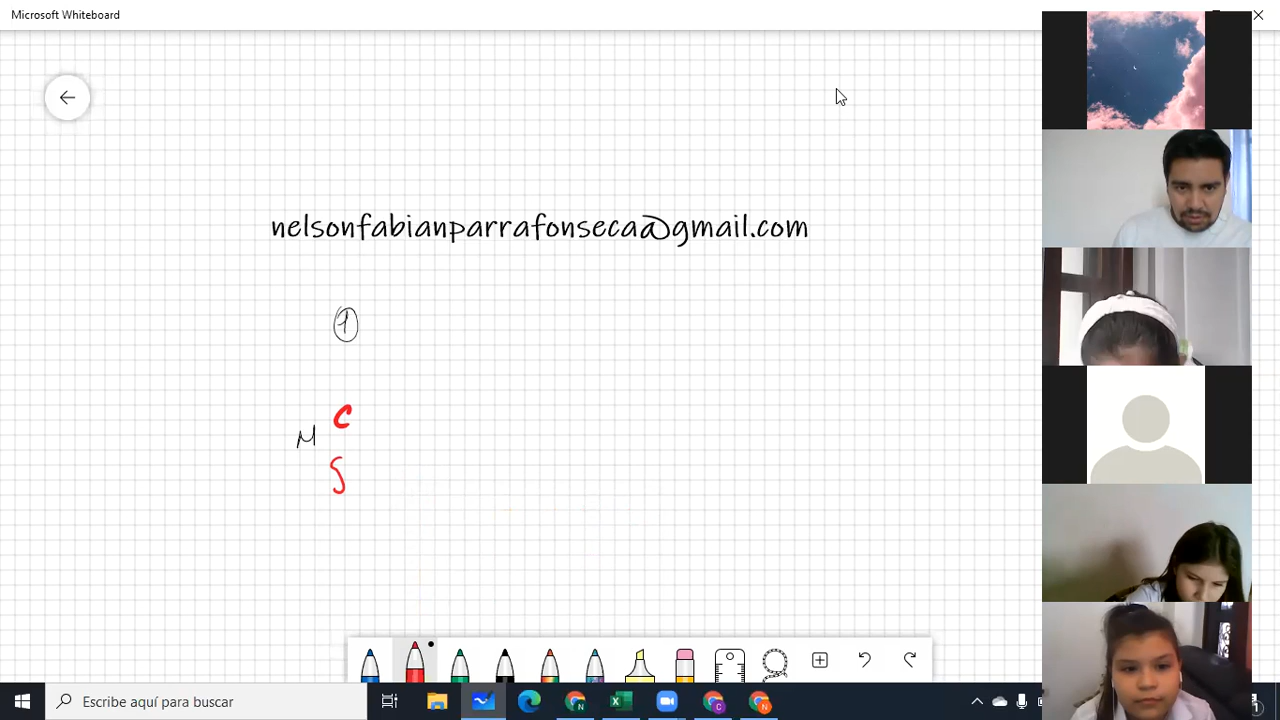 Microsoft Whiteboard
nelsonfabianparrafonseca@gmail.com
1
C
M
S
Escribe aquí para buscar